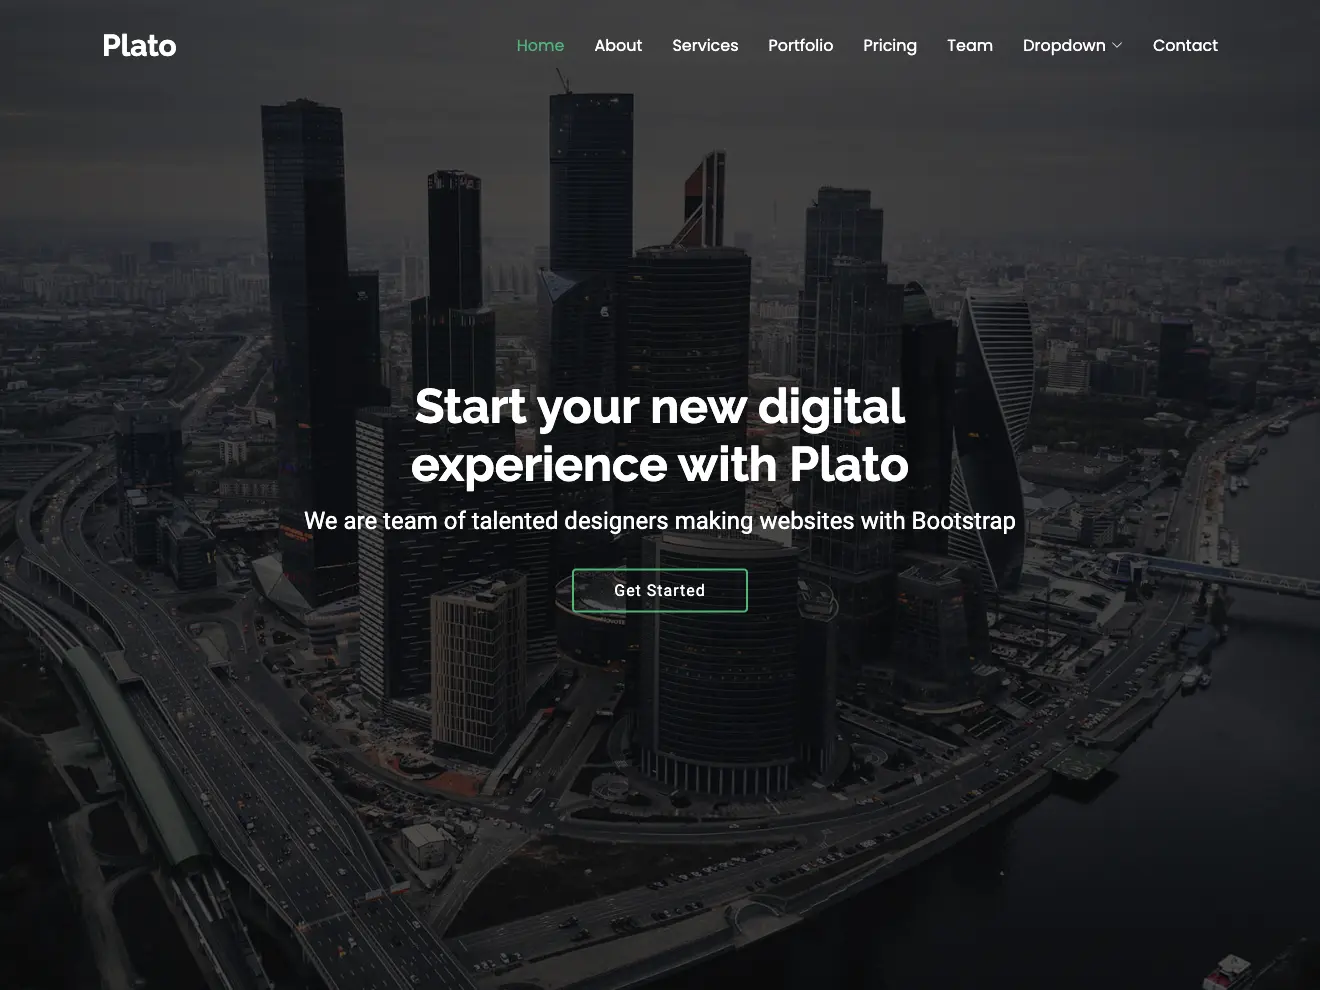 Plato
Home About Services Portfolio Pricing Team Dropdown Contact
Start your new digital
experience with Plato
We are team of talented designers making websites with Bootstrap
Get Started